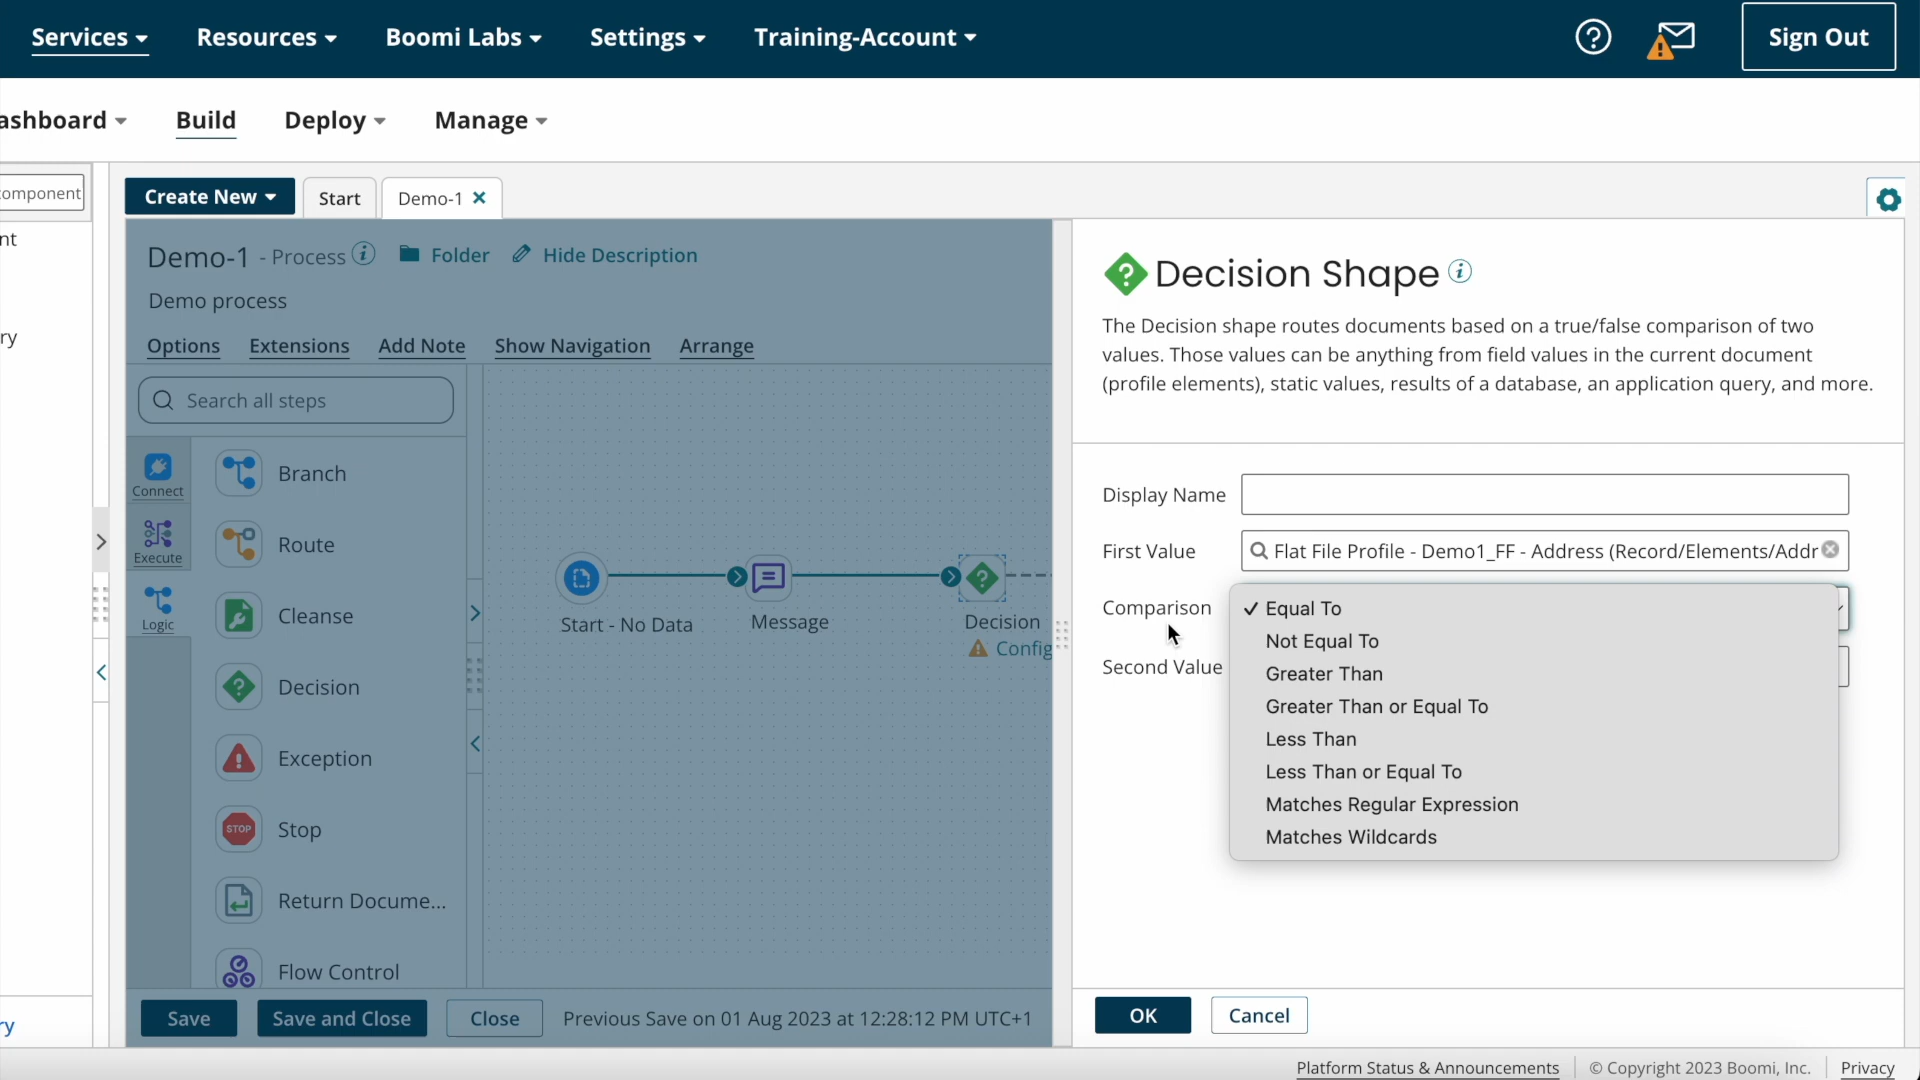 Services Resources Boomi Labs Settings Training-Account Sign Out
ashboard Build Deploy Manage
omponent
Create New Start Demo-1
nt
ry
ry
Demo-1 - Process Folder Hide Description
Demo process
Options Extensions Add Note Show Navigation Arrange
Search all steps
Connect
Execute
Logic
Branch
Route
Cleanse
Decision
Exception
STOP Stop
Return Docume...
Flow Control
Start - No Data
Message
Decision
Config
Save Save and Close Close Previous Save on 01 Aug 2023 at 12:28:12 PM UTC+1
Decision Shape
The Decision shape routes documents based on a true/false comparison of two
values. Those values can be anything from field values in the current document
(profile elements), static values, results of a database, an application query, and more.
Display Name
First Value Flat File Profile - Demo1_FF - Address (Record/Elements/Addr
Comparison ✓ Equal To
Not Equal To
Second Value
Greater Than
Greater Than or Equal To
Less Than
Less Than or Equal To
Matches Regular Expression
Matches Wildcards
OK Cancel
Platform Status & Announcements © Copyright 2023 Boomi, Inc. Privacy